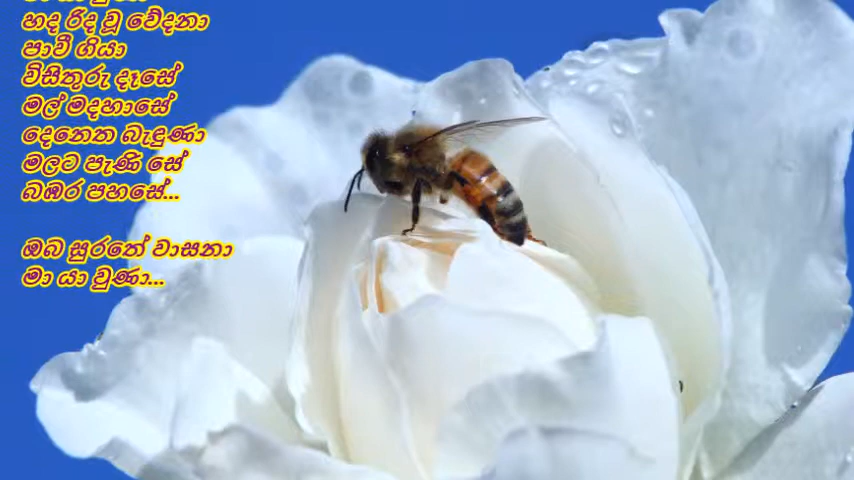 හද රිද වූ වේදනා
පාවී ගියා
විසිතුරු දෑසේ
මල් මදහාසේ
දෙනෙත බැඳුණා
මලට පැණි සේ
බඹර පහසේ...
ඔබ සුරතේ වාසනා
මා යා වුණා...